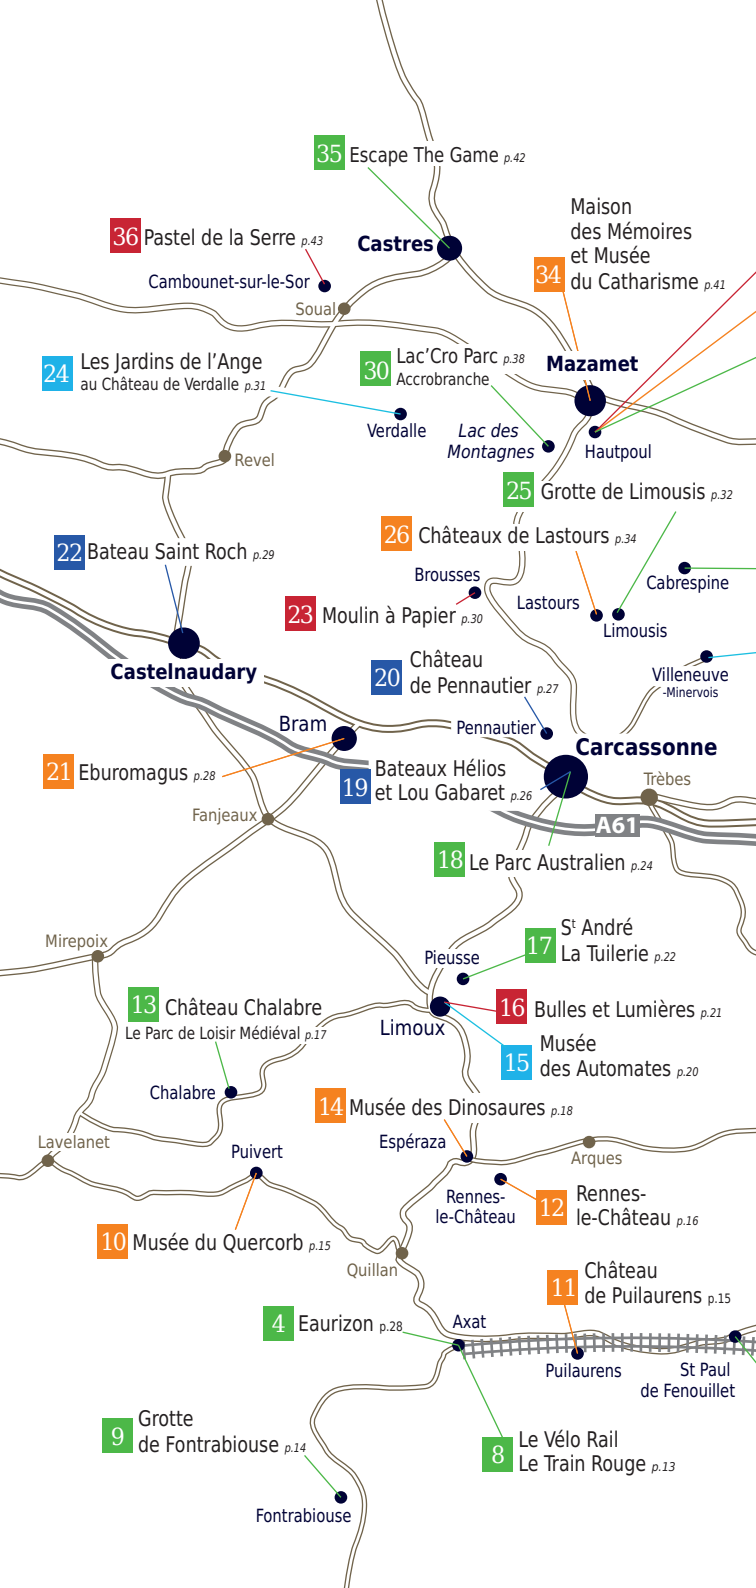 35 Escape The Game p.42
Maison
des Mémoires
et Musée
34 du Catharisme p.41
36 Pastel de la Serre p.43
Castres
Cambounet-sur-le-Sor
Soual
24 Les Jardins de l’Ange
au Château de Verdalle p.31
30 Lac’Cro Parc p.38
Accrobranche
Mazamet
Verdalle
Lac des
Montagnes
Hautpoul
Revel
25 Grotte de Limousis p.32
26 Châteaux de Lastours p.34
22 Bateau Saint Roch p.29
Brousses
Cabrespine
Lastours
23 Moulin à Papier p.30
Limousis
Castelnaudary
20 Château
de Pennautier p.27
Villeneuve
-Minervois
Bram
Pennautier
Carcassonne
21 Eburomagus p.28
19 Bateaux Hélios
et Lou Gabaret p.26
Trèbes
Fanjeaux
A61
18 Le Parc Australien p.24
Mirepoix
17 St André
La Tuilerie p.22
Pieusse
13 Château Chalabre
Le Parc de Loisir Médiéval p.17
16 Bulles et Lumières p.21
Limoux
15 Musée
des Automates p.20
Chalabre
14 Musée des Dinosaures p.18
Lavelanet
Puivert
Espéraza
Arques
Rennes-
le-Château
12 Rennes-
le-Château p.16
10 Musée du Quercorb p.15
Quillan
11 Château
de Puilaurens p.15
4 Eaurizon p.28
Axat
Puilaurens
St Paul
de Fenouillet
9 Grotte
de Fontrabiouse p.14
8 Le Vélo Rail
Le Train Rouge p.13
Fontrabiouse